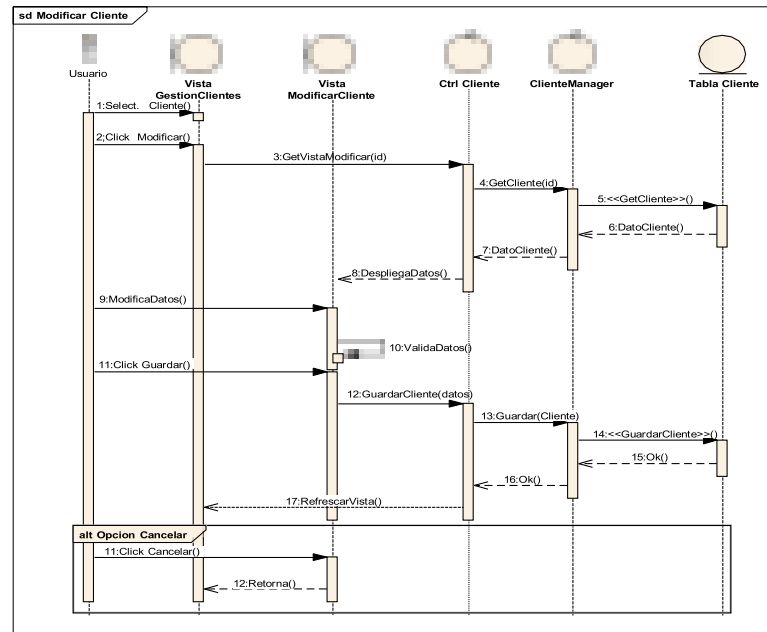 sd Modificar Cliente
Usuario
Vista
GestionClientes
Vista
ModificarCliente
Ctrl Cliente
ClienteManager
Tabla Cliente
1:Select. Cliente()
2;Click Modificar()
3:GetVistaModificar(id)
4:GetCliente(id)
5:<<GetCliente>>()
6:DatoCliente()
7:DatoCliente()
8:DespliegaDatos()
9:ModificaDatos()
10:ValidaDatos()
11:Click Guardar()
12:GuardarCliente(datos)
13:Guardar(Cliente)
14:<<GuardarCliente>>()
15:Ok()
16:Ok()
17:RefrescarVista()
alt Opcion Cancelar
11:Click Cancelar()
12:Retorna()